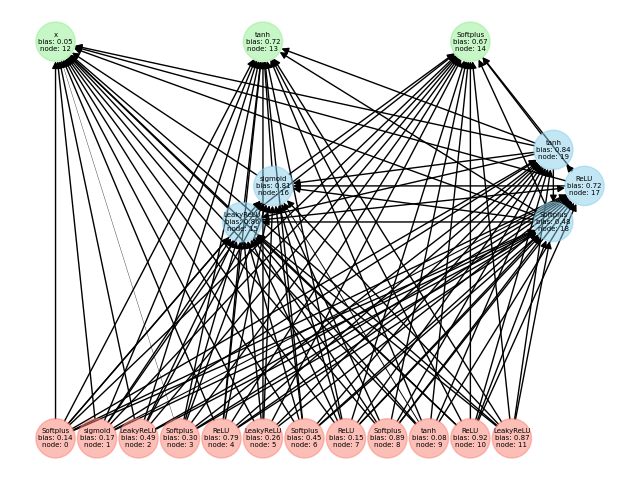 x
bias: 0.05
node: 12
tanh
bias: 0.72
node: 13
Softplus
bias: 0.67
node: 14
tanh
bias: 0.84
node: 19
sigmoid
bias: 0.81
node: 16
ReLU
bias: 0.72
node: 17
LeakyReLU
bias:
node: 15
Softplus
bias: 0.48
node: 18
Softplus
bias: 0.14
node: 0
sigmoid
bias: 0.17
node: 1
LeakyReLU
bias: 0.49
node: 2
Softplus
bias: 0.30
node: 3
ReLU
bias: 0.79
node: 4
LeakyReLU
bias: 0.26
node: 5
Softplus
bias: 0.45
node: 6
ReLU
bias: 0.15
node: 7
Softplus
bias: 0.89
node: 8
tanh
bias: 0.08
node: 9
ReLU
bias: 0.92
node: 10
LeakyReLU
bias: 0.87
node: 11